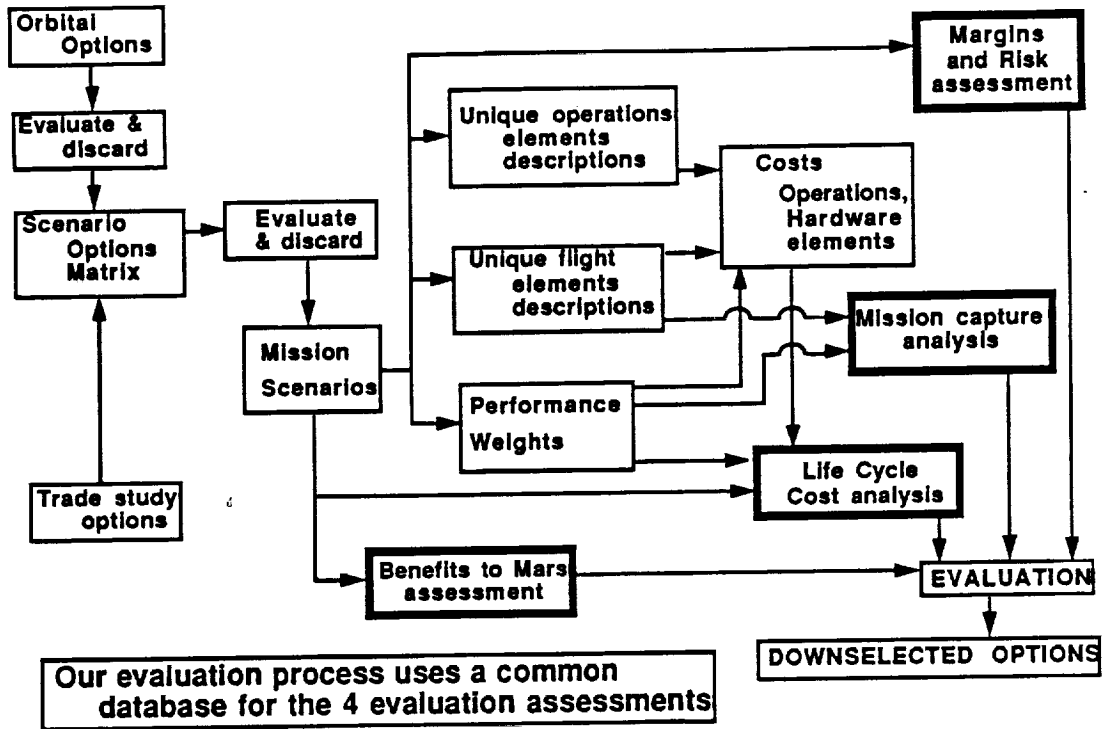 Orbital
Options
Evaluate &
discard
Scenario
Options
Matrix
Trade study
options
Evaluate
& discard
Mission
Scenarios
Unique operations
elements
descriptions
Unique flight
elements
descriptions
Performance
Weights
Costs
Operations,
Hardware
elements
Margins
and Risk
assessment
Mission capture
analysis
Life Cycle
Cost analysis
Benefits to Mars
assessment
EVALUATION
DOWNSELECTED OPTIONS
Our evaluation process uses a common
database for the 4 evaluation assessments